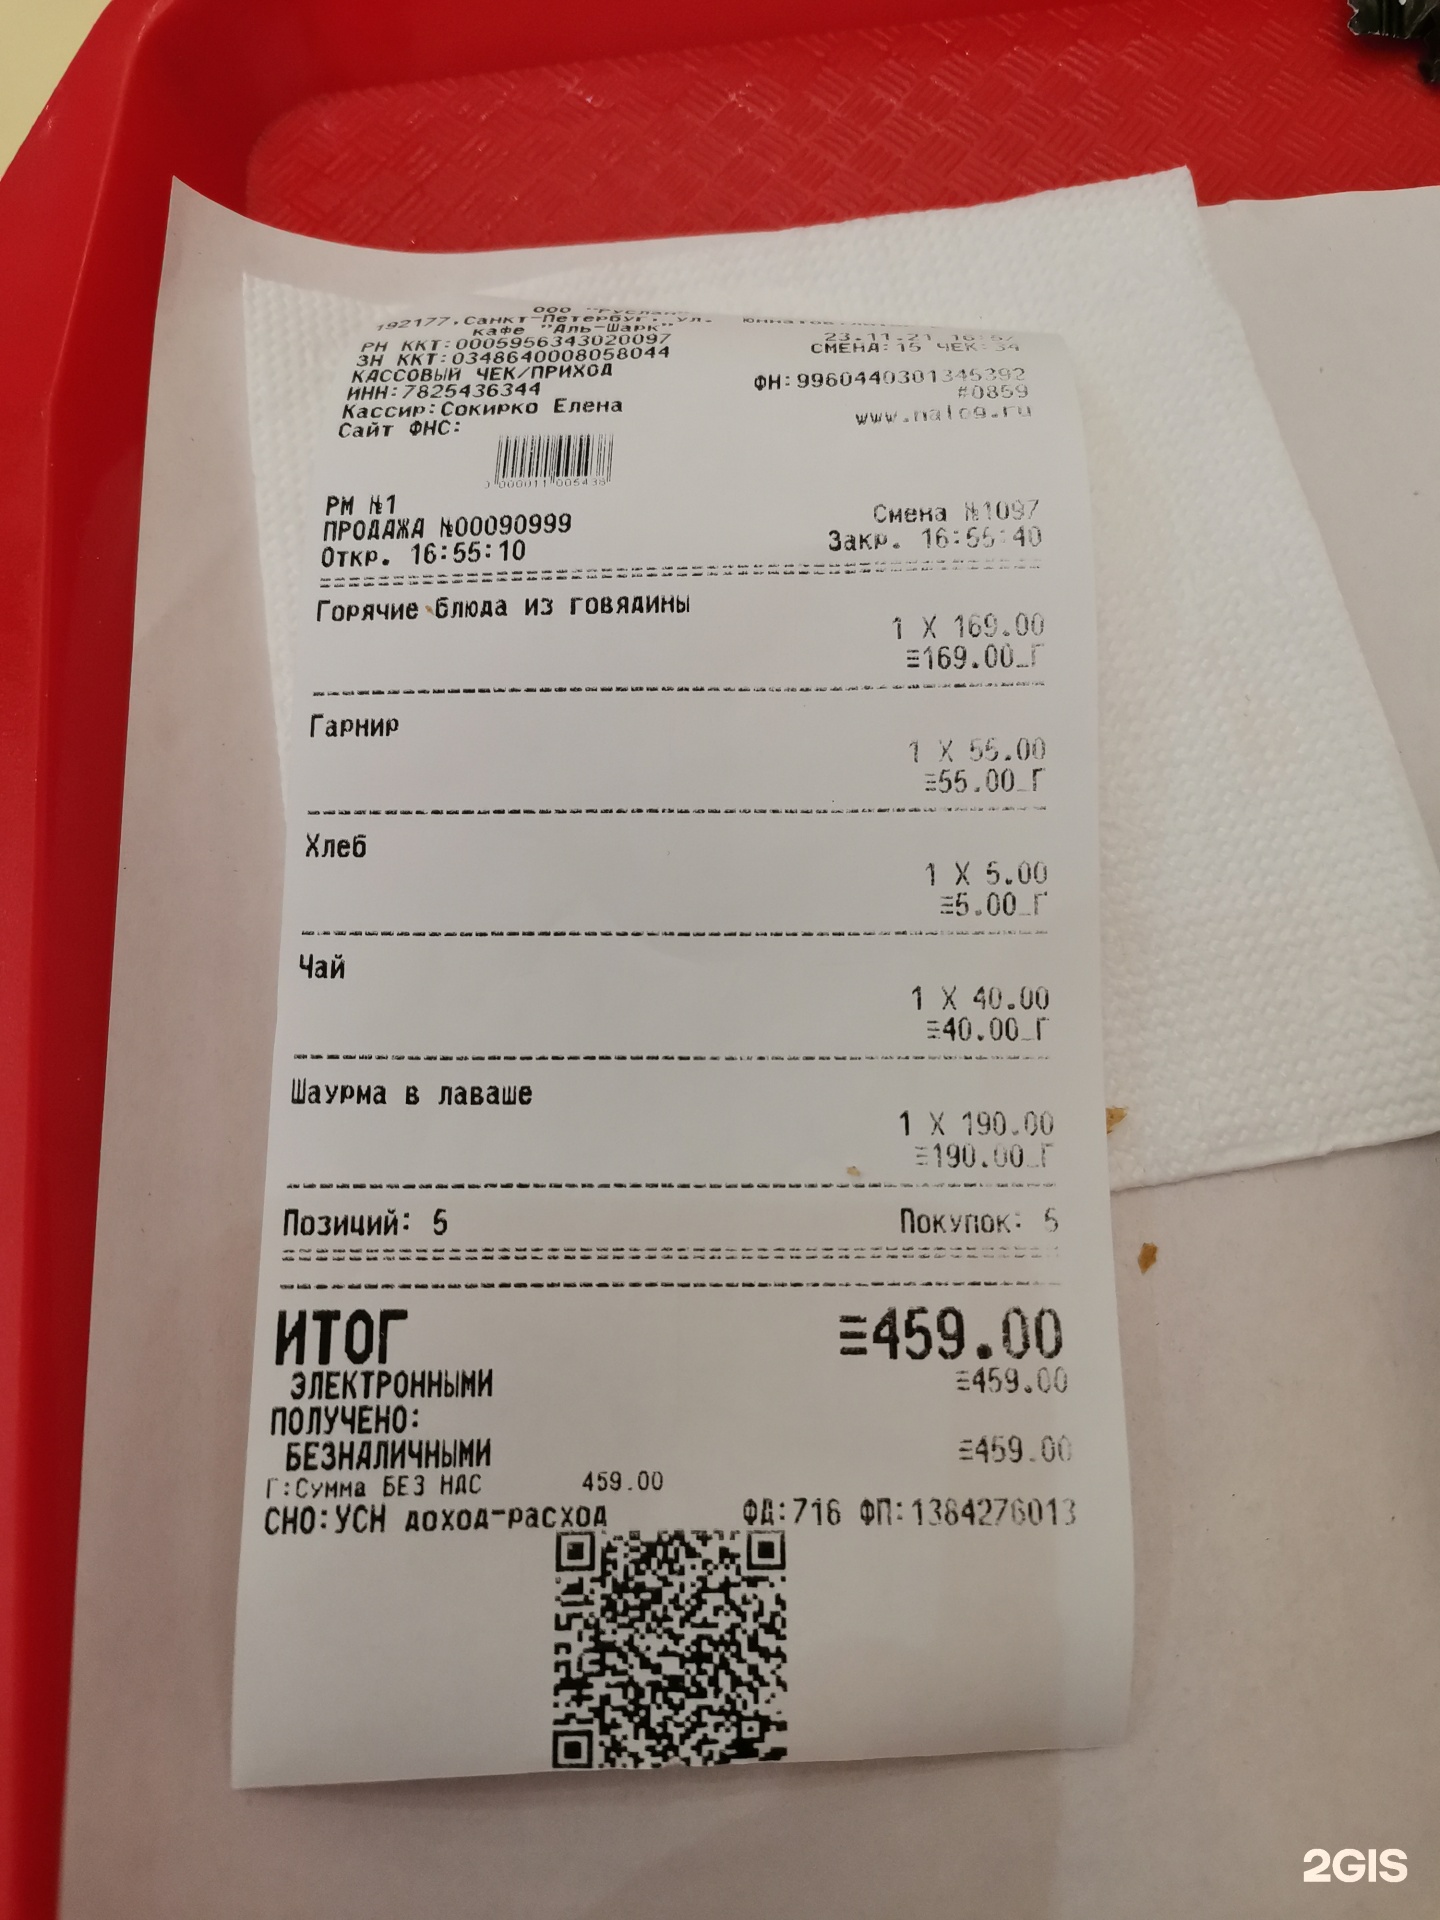 ООО "Руслан"
192177, Санкт-Петербург, ул.
кафе "Аль-Шарк"
РН ККТ:0005956343020097 23.11.21
ЗН ККТ:0348640008058044 СМЕНА:15 ЧЕК:34
КАССОВЫЙ ЧЕК/ПРИХОД
ИНН:7825436344 ФН:9960440301345392
Кассир:Сокирко Елена #0859
Сайт ФНС: www.nalog.ru
РМ №1
ПРОДАЖА №00090999 Смена №1097
Откр. 16:55:10 Закр. 16:55:40
Горячие блюда из говядины
1 X 169.00
≡169.00_Г
Гарнир
1 X 55.00
≡55.00_Г
Хлеб
1 X 5.00
≡5.00_Г
Чай
1 X 40.00
≡40.00_Г
Шаурма в лаваше
1 X 190.00
≡190.00_Г
Позиций: 5 Покупок: 5
ИТОГ ≡459.00
ЭЛЕКТРОННЫМИ ≡459.00
ПОЛУЧЕНО:
БЕЗНАЛИЧНЫМИ ≡459.00
Г:Сумма БЕЗ НДС 459.00
СНО:УСН доход-расход ФД:716 ФП:1384276013
2GIS